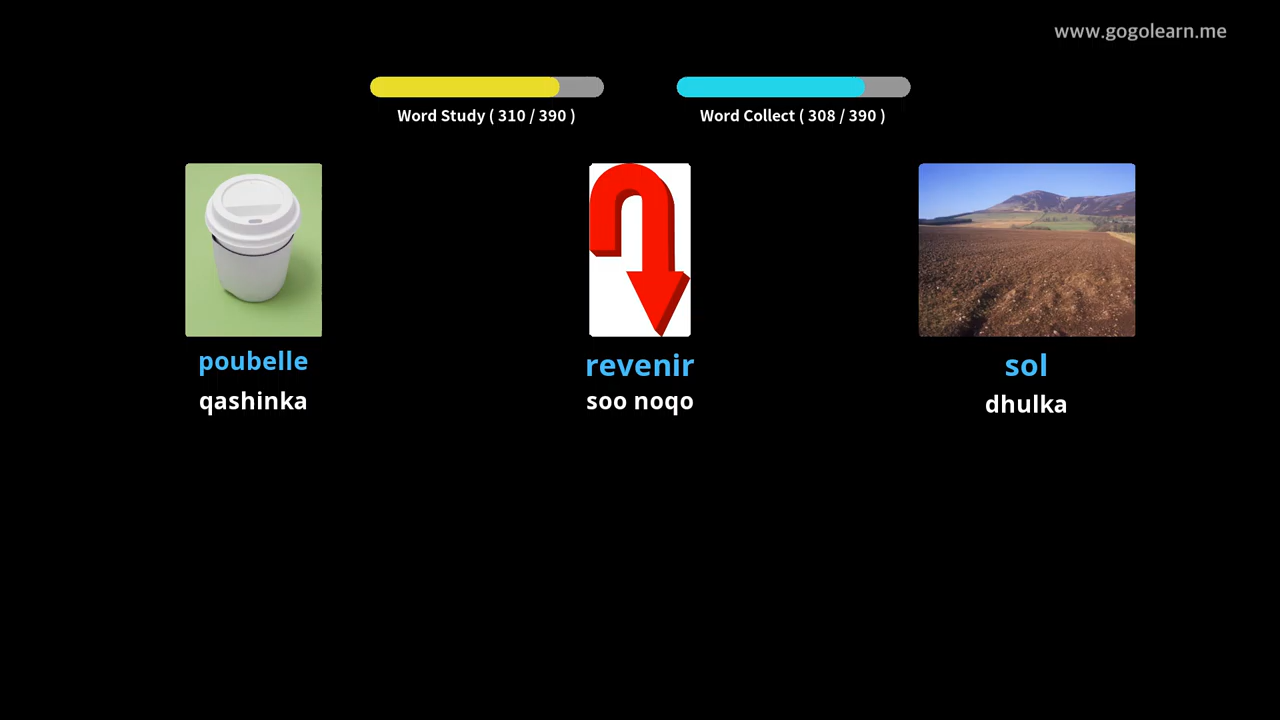 www.gogolearn.me
Word Study ( 310 / 390 )
Word Collect ( 308 / 390 )
poubelle
qashinka
revenir
soo noqo
sol
dhulka